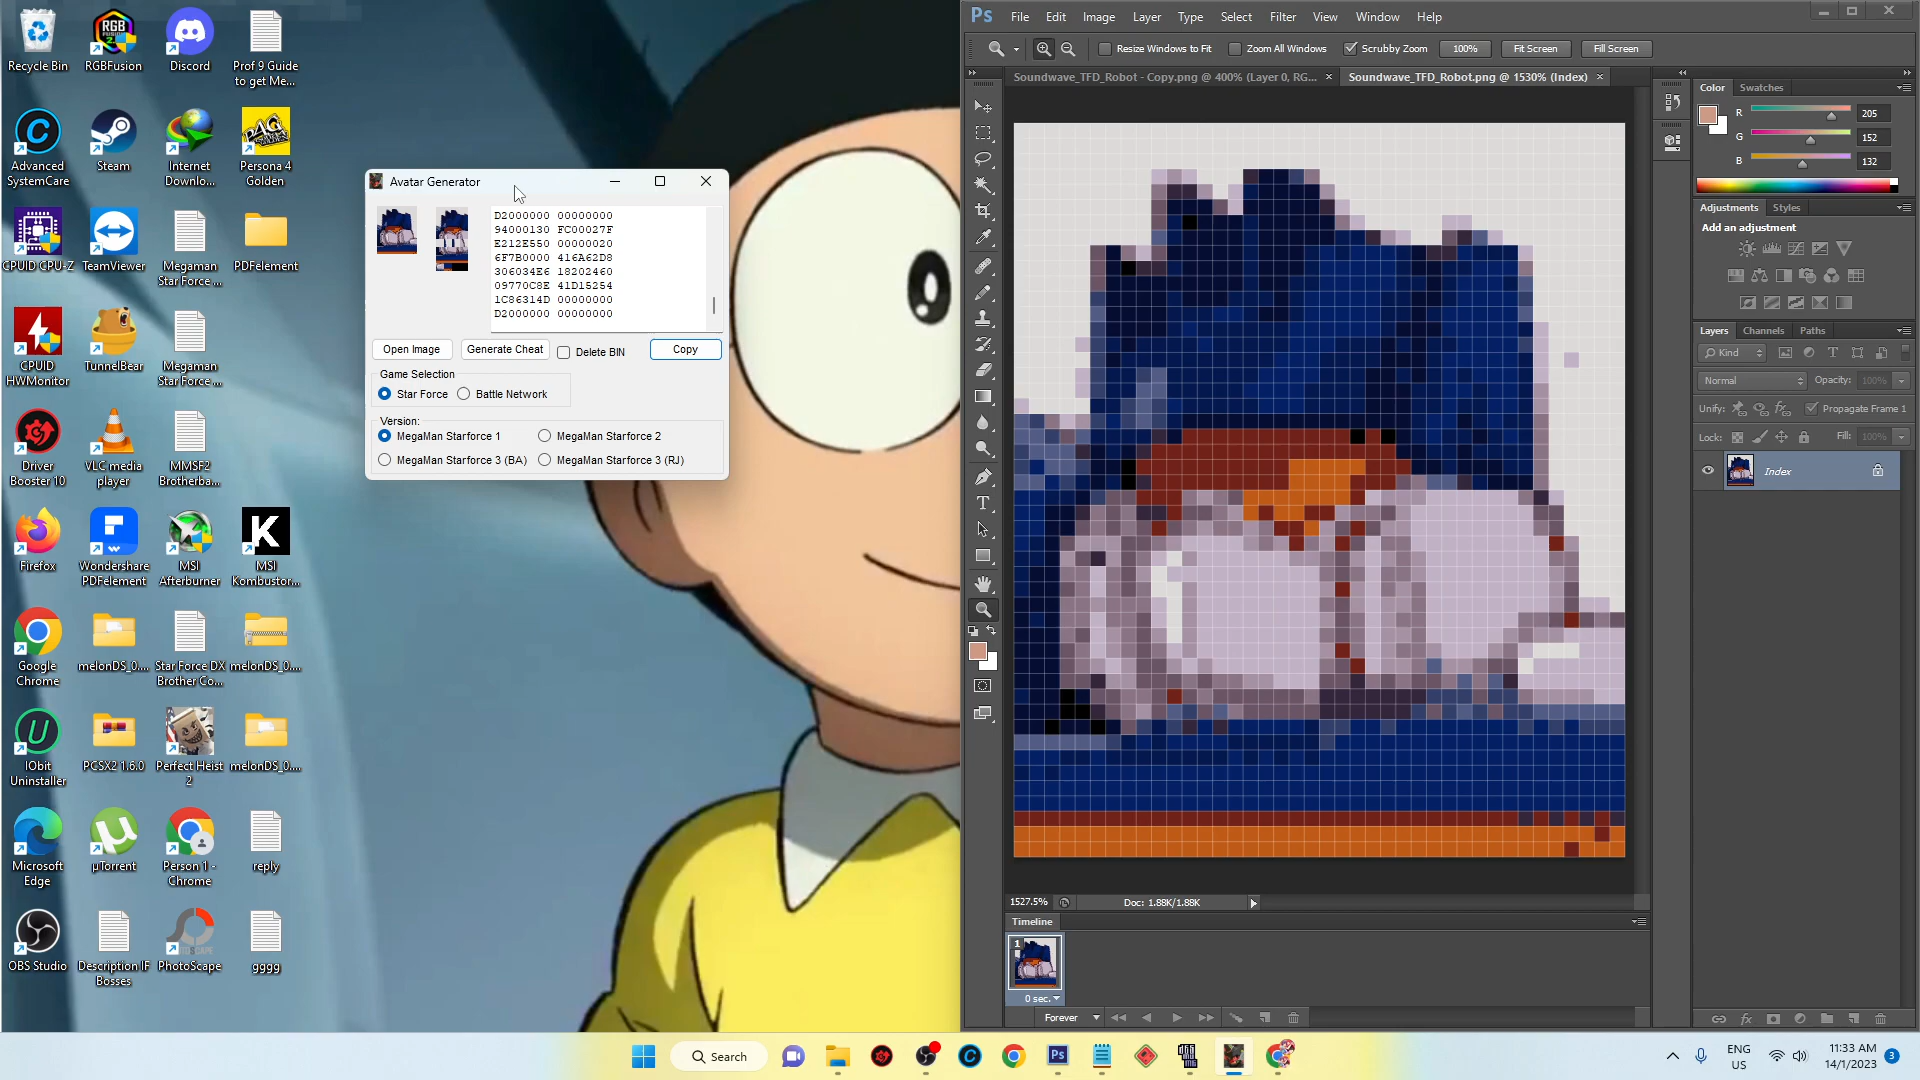 Recycle Bin
RGBFusion
Discord
Prof 9 Guide
to get Me...
Advanced
SystemCare
Steam
Internet
Downlo...
Persona 4
Golden
CPUID CPU-Z
TeamViewer
Megaman
Star Force ...
PDFelement
CPUID
HWMonitor
TunnelBear
Megaman
Star Force ...
Driver
Booster 10
VLC media
player
MMSF2
Brotherba...
Firefox
Wondershare
PDFelement
MSI
Afterburner
MSI
Kombustor...
Google
Chrome
melonDS_0....
Star Force DX
Brother Co...
melonDS_0....
IObit
Uninstaller
PCSX2 1.6.0
Perfect Heist
2
melonDS_0....
Microsoft
Edge
µTorrent
Person 1 -
Chrome
reply
OBS Studio
Description IF
Bosses
PhotoScape
gggg
Avatar Generator
D2000000 00000000
94000130 FC00027F
E212E550 00000020
6F7B0000 416A62D8
306034E6 18202460
09770C8E 41D15254
1C86314D 00000000
D2000000 00000000
Open Image
Generate Cheat
Delete BIN
Copy
Game Selection
Star Force
Battle Network
Version:
MegaMan Starforce 1
MegaMan Starforce 2
MegaMan Starforce 3 (BA)
MegaMan Starforce 3 (RJ)
Ps File Edit Image Layer Type Select Filter View Window Help
Resize Windows to Fit
Zoom All Windows
Scrubby Zoom
100%
Fit Screen
Fill Screen
Soundwave_TFD_Robot - Copy.png @ 400% (Layer 0, RG...
Soundwave_TFD_Robot.png @ 1530% (Index)
Color
Swatches
R 205
G 152
B 132
Adjustments
Styles
Add an adjustment
Layers
Channels
Paths
Kind
Normal
Opacity: 100%
Unify:
Propagate Frame 1
Lock:
Fill: 100%
Index
1527.5%
Doc: 1.88K/1.88K
Timeline
1
0 sec.
Forever
Search
ENG
US
11:33 AM
14/1/2023
3